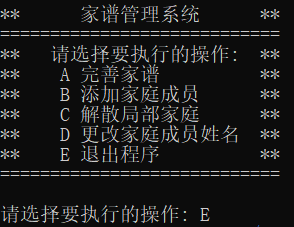 ** 家谱管理系统 **
==============================
** 请选择要执行的操作: **
** A 完善家谱 **
** B 添加家庭成员 **
** C 解散局部家庭 **
** D 更改家庭成员姓名 **
** E 退出程序 **
==============================
请选择要执行的操作: E